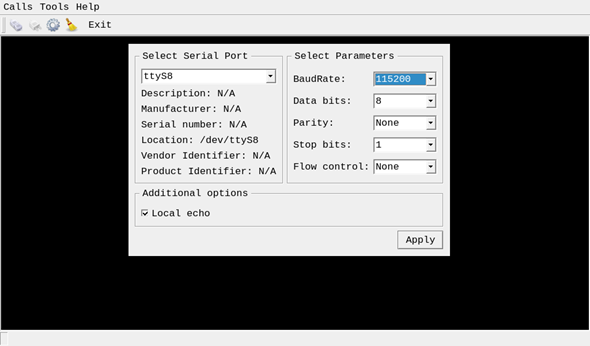 Calls Tools Help
Exit
Select Serial Port
ttyS8
Description: N/A
Manufacturer: N/A
Serial number: N/A
Location: /dev/ttyS8
Vendor Identifier: N/A
Product Identifier: N/A
Select Parameters
BaudRate: 115200
Data bits: 8
Parity: None
Stop bits: 1
Flow control: None
Additional options
Local echo
Apply